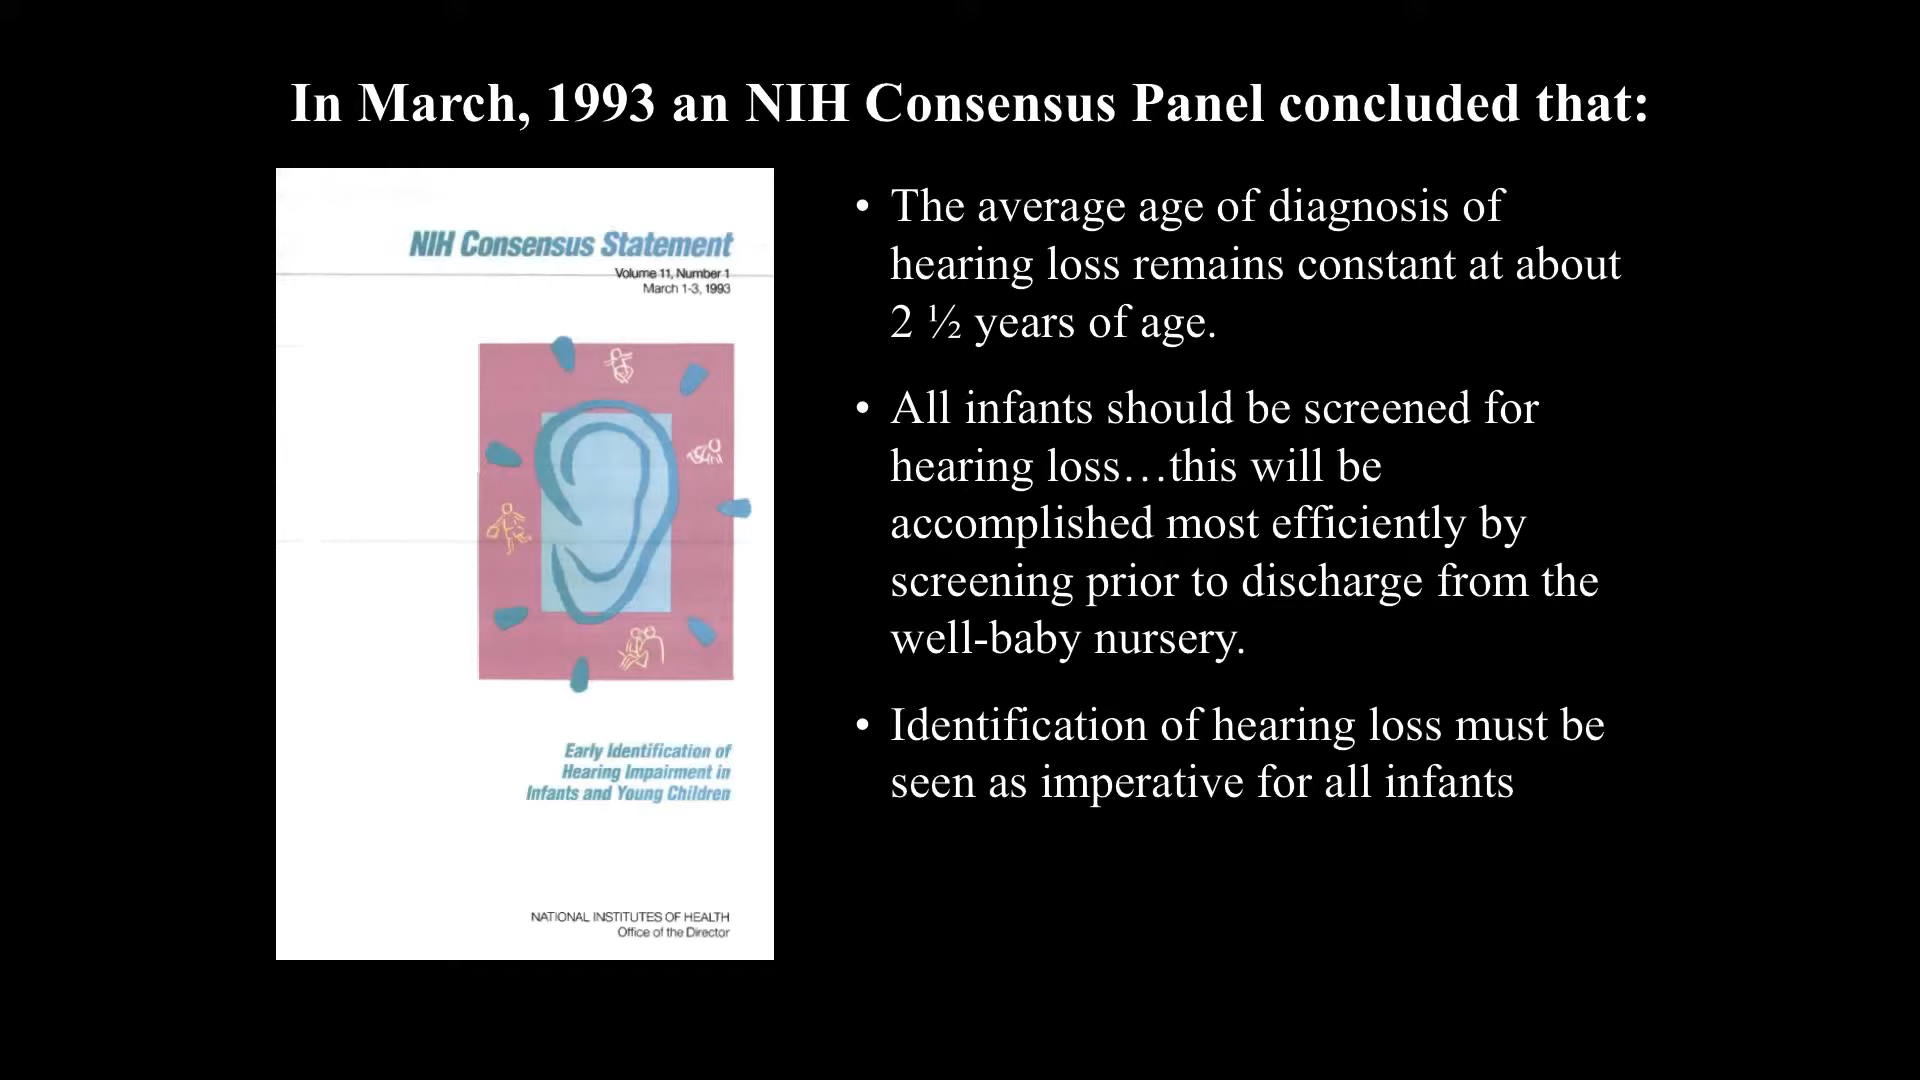 In March, 1993 an NIH Consensus Panel concluded that:
NIH Consensus Statement
Volume 11, Number 1
March 1-3, 1993
Early Identification of
Hearing Impairment in
Infants and Young Children
NATIONAL INSTITUTES OF HEALTH
Office of the Director
• The average age of diagnosis of
hearing loss remains constant at about
2 ½ years of age.
• All infants should be screened for
hearing loss…this will be
accomplished most efficiently by
screening prior to discharge from the
well-baby nursery.
• Identification of hearing loss must be
seen as imperative for all infants